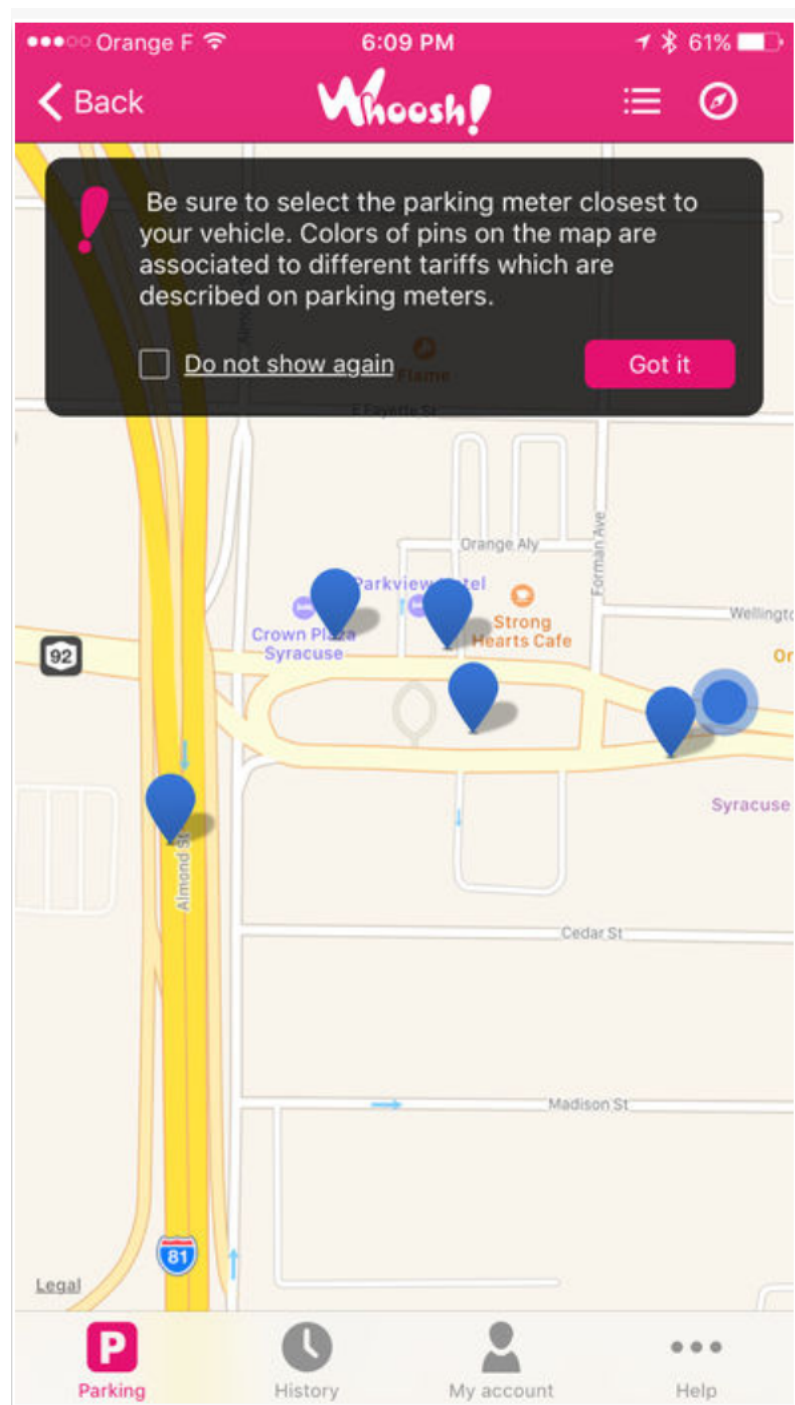 Orange F 6:09 PM 61%
Back Whoosh!
Be sure to select the parking meter closest to
your vehicle. Colors of pins on the map are
associated to different tariffs which are
described on parking meters.
Do not show again Got it
Flame
E Fayette St
Orange Aly
Forman Ave
Parkview Hotel
Strong
Hearts Cafe
Wellingto
Crown Plaza
Syracuse
92
Or
Syracuse
Almond St
Cedar St
Madison St
81
Legal
P
Parking History My account Help